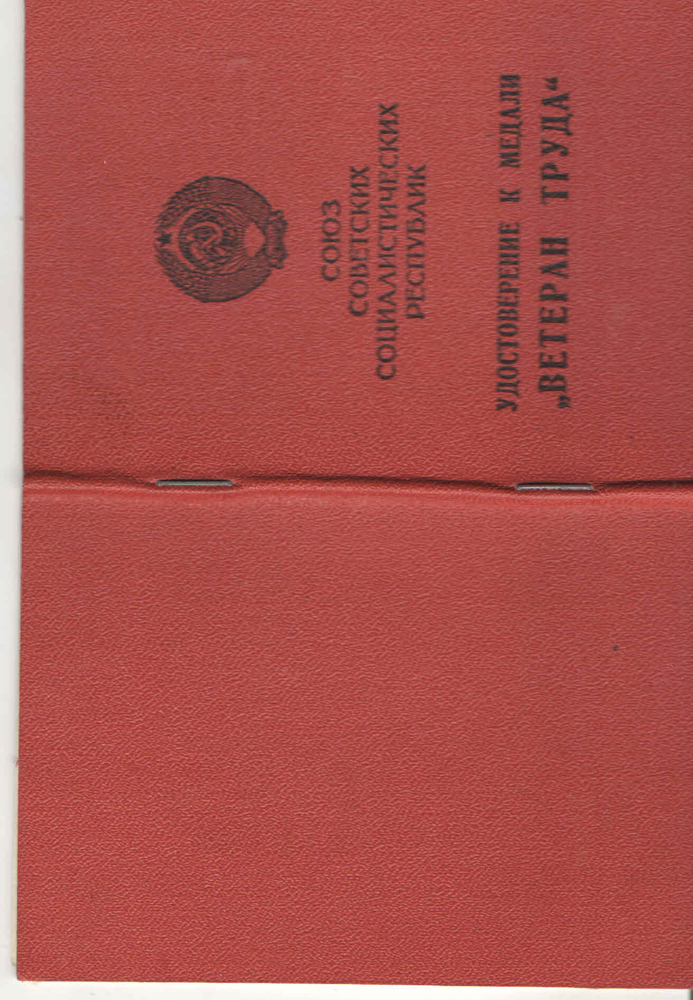 СОЮЗ
СОВЕТСКИХ
СОЦИАЛИСТИЧЕСКИХ
РЕСПУБЛИК
УДОСТОВЕРЕНИЕ К МЕДАЛИ
„ВЕТЕРАН ТРУДА“